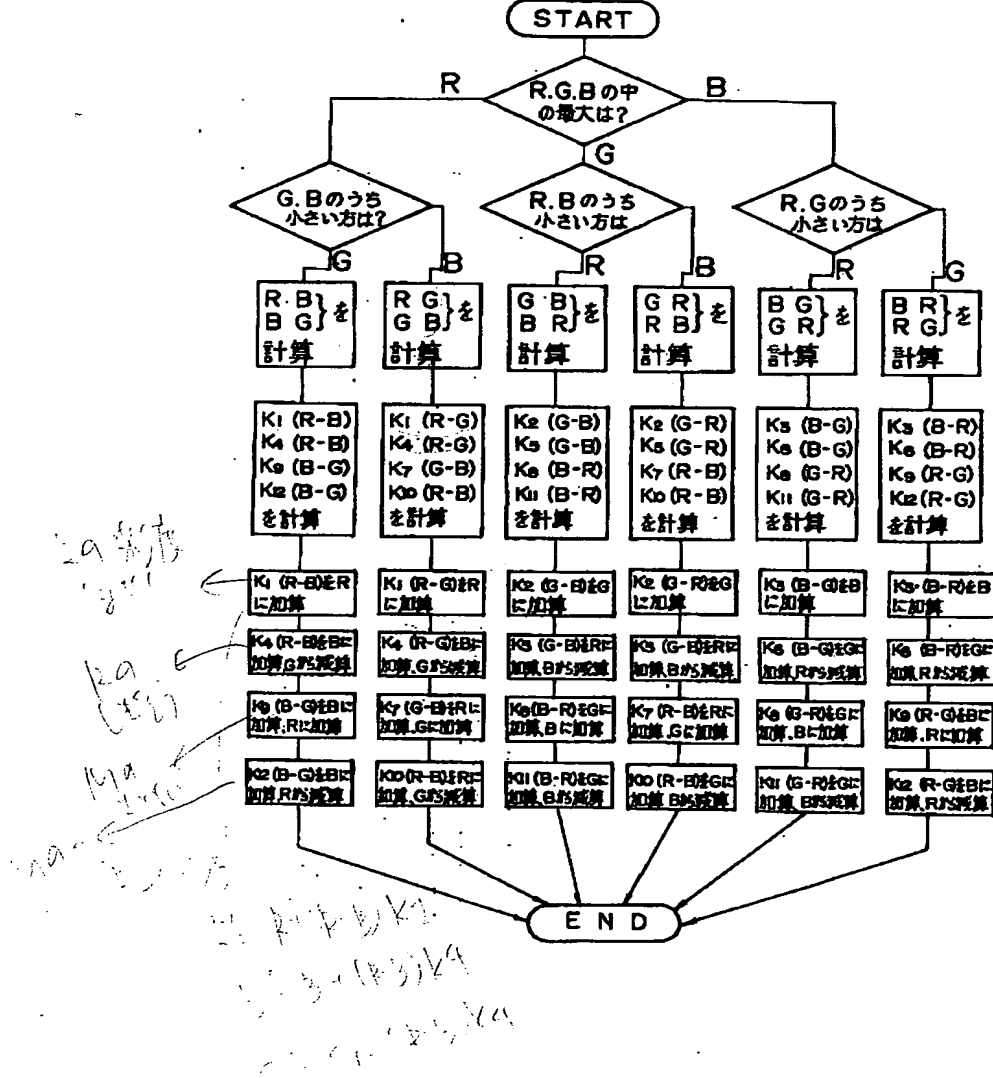 START
R.G.Bの中
の最大は?
R
B
G
G.Bのうち
小さい方は?
R.Bのうち
小さい方は
R.Gのうち
小さい方は
G
B
R
B
R
G
R B
B G
}を
計算
R G
G B
}を
計算
G B
B R
}を
計算
G R
R B
}を
計算
B G
G R
}を
計算
B R
R G
}を
計算
K1 (R-B)
K4 (R-B)
K9 (B-G)
K12 (B-G)
を計算
K1 (R-G)
K4 (R-G)
K7 (G-B)
K10 (R-B)
を計算
K2 (G-B)
K5 (G-B)
K8 (B-R)
K11 (B-R)
を計算
K2 (G-R)
K5 (G-R)
K7 (R-B)
K10 (R-B)
を計算
K3 (B-G)
K6 (B-G)
K8 (G-R)
K11 (G-R)
を計算
K3 (B-R)
K6 (B-R)
K9 (R-G)
K12 (R-G)
を計算
K1 (R-B)をR
に加算
K1 (R-G)をR
に加算
K2 (G-B)をG
に加算
K2 (G-R)をG
に加算
K3 (B-G)をB
に加算
K3 (B-R)をB
に加算
K4 (R-B)をBに
加算,Gから減算
K4 (R-G)をBに
加算,Gから減算
K5 (G-B)をRに
加算,Bから減算
K5 (G-B)をRに
加算,Bから減算
K6 (B-G)をGに
加算,Rから減算
K6 (B-R)をGに
加算,Rから減算
K9 (B-G)をBに
加算,Rに加算
K7 (G-B)をRに
加算,Gに加算
K8 (B-R)をGに
加算,Bに加算
K7 (R-B)をRに
加算,Gに加算
K8 (G-R)をGに
加算,Bに加算
K9 (R-G)をBに
加算,Rに加算
K12 (B-G)をBに
加算,Rから減算
K10 (R-B)をRに
加算,Gから減算
K11 (B-R)をGに
加算,Bから減算
K10 (R-B)をGに
加算,Bから減算
K11 (G-R)をGに
加算,Bから減算
K12 (R-G)をBに
加算,Rから減算
END